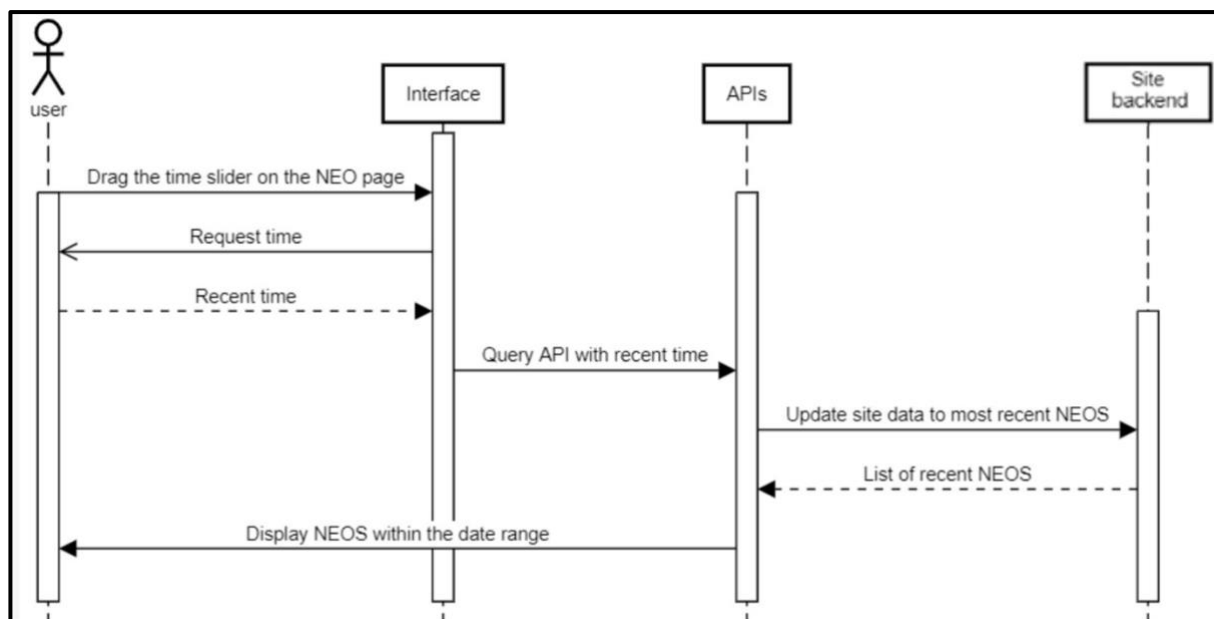 user
Interface
APIs
Site
backend
Drag the time slider on the NEO page
Request time
Recent time
Query API with recent time
Update site data to most recent NEOS
List of recent NEOS
Display NEOS within the date range